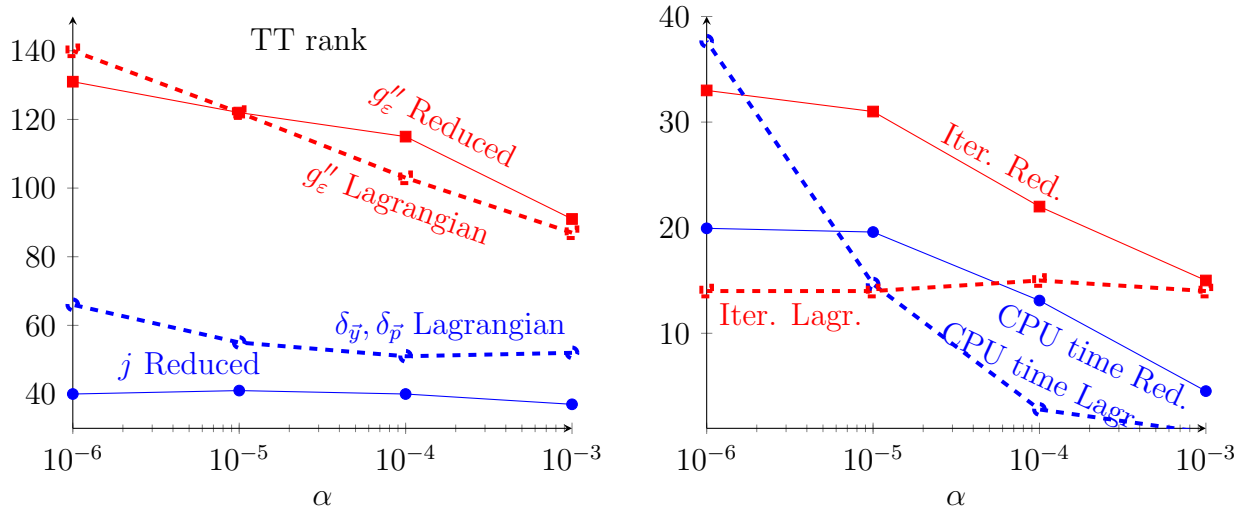 TT rank
140
120
100
80
60
40
g″_ε Reduced
g″_ε Lagrangian
δ_y⃗, δ_p⃗ Lagrangian
j Reduced
10⁻⁶ 10⁻⁵ 10⁻⁴ 10⁻³
α
40
30
20
10
Iter. Red.
Iter. Lagr.
CPU time Red.
CPU time Lagr.
10⁻⁶ 10⁻⁵ 10⁻⁴ 10⁻³
α